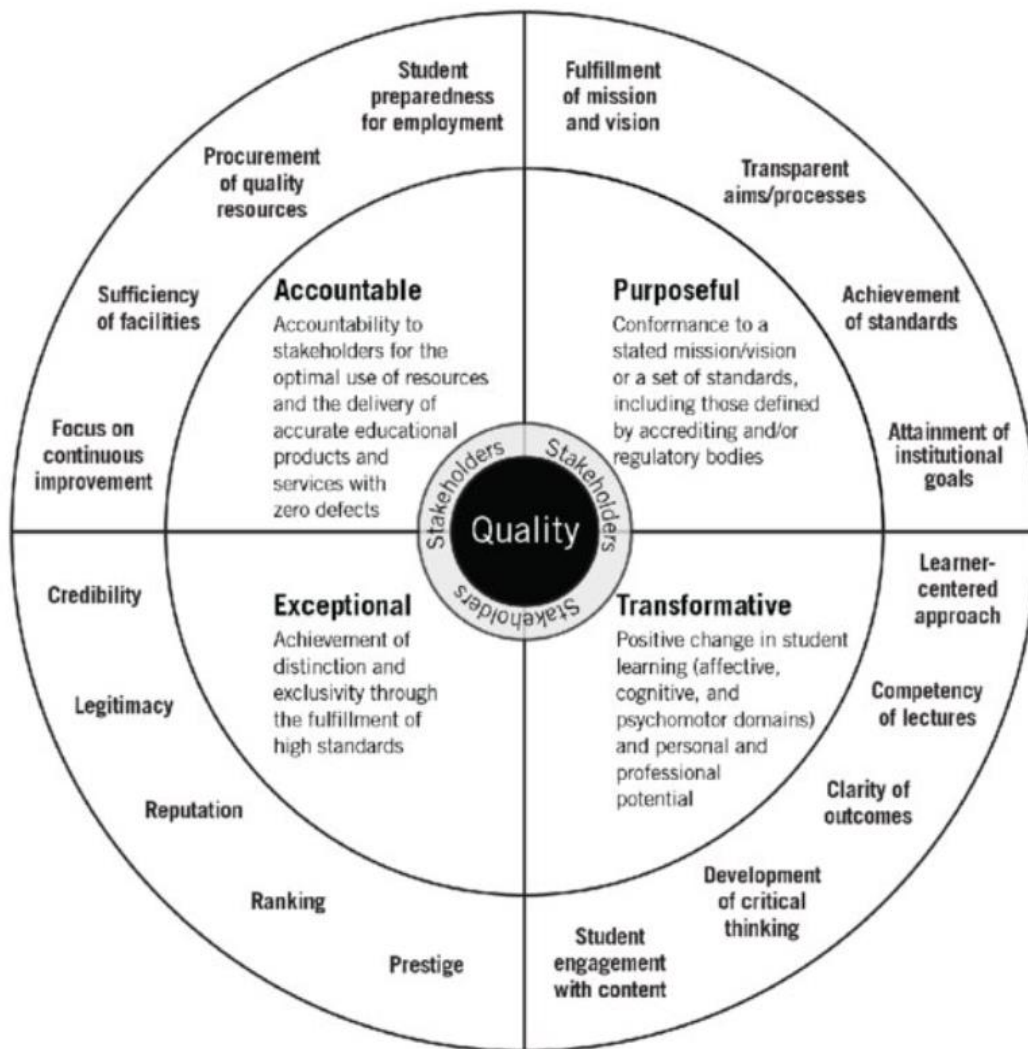 Student
preparedness
for employment
Procurement
of quality
resources
Sufficiency
of facilities
Focus on
continuous
improvement
Fulfillment
of mission
and vision
Transparent
aims/processes
Achievement
of standards
Attainment of
institutional
goals
Accountable
Accountability to
stakeholders for the
optimal use of resources
and the delivery of
accurate educational
products and
services with
zero defects
Purposeful
Conformance to a
stated mission/vision
or a set of standards,
including those defined
by accrediting and/or
regulatory bodies
Stakeholders
Stakeholders
Stakeholders
Quality
Exceptional
Achievement of
distinction and
exclusivity through
the fulfillment of
high standards
Transformative
Positive change in student
learning (affective,
cognitive, and
psychomotor domains)
and personal and
professional
potential
Credibility
Legitimacy
Reputation
Ranking
Prestige
Learner-
centered
approach
Competency
of lectures
Clarity of
outcomes
Development
of critical
thinking
Student
engagement
with content